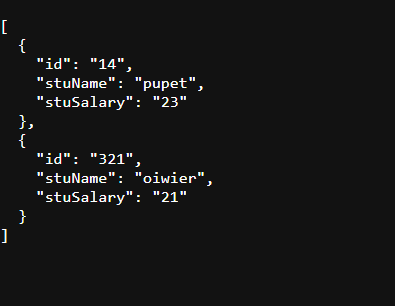 [
  {
    "id": "14",
    "stuName": "pupet",
    "stuSalary": "23"
  },
  {
    "id": "321",
    "stuName": "oiwier",
    "stuSalary": "21"
  }
]